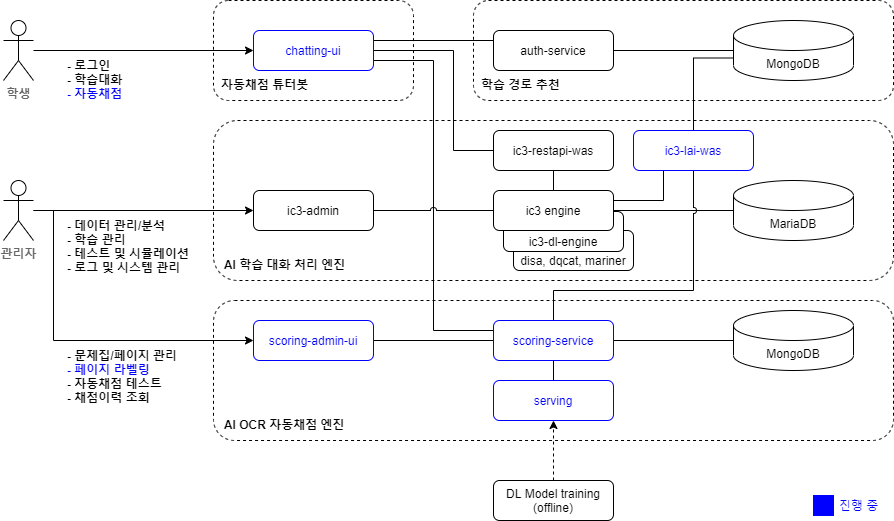 학생
- 로그인
- 학습대화
- 자동채점
chatting-ui
자동채점 튜터봇
auth-service
학습 경로 추천
MongoDB
ic3-restapi-was
ic3-lai-was
관리자
- 데이터 관리/분석
- 학습 관리
- 테스트 및 시뮬레이션
- 로그 및 시스템 관리
ic3-admin
ic3 engine
ic3-dl-engine
disa, dqcat, mariner
MariaDB
AI 학습 대화 처리 엔진
- 문제집/페이지 관리
- 페이지 라벨링
- 자동채점 테스트
- 채점이력 조회
scoring-admin-ui
scoring-service
MongoDB
serving
AI OCR 자동채점 엔진
DL Model training
(offline)
진행 중